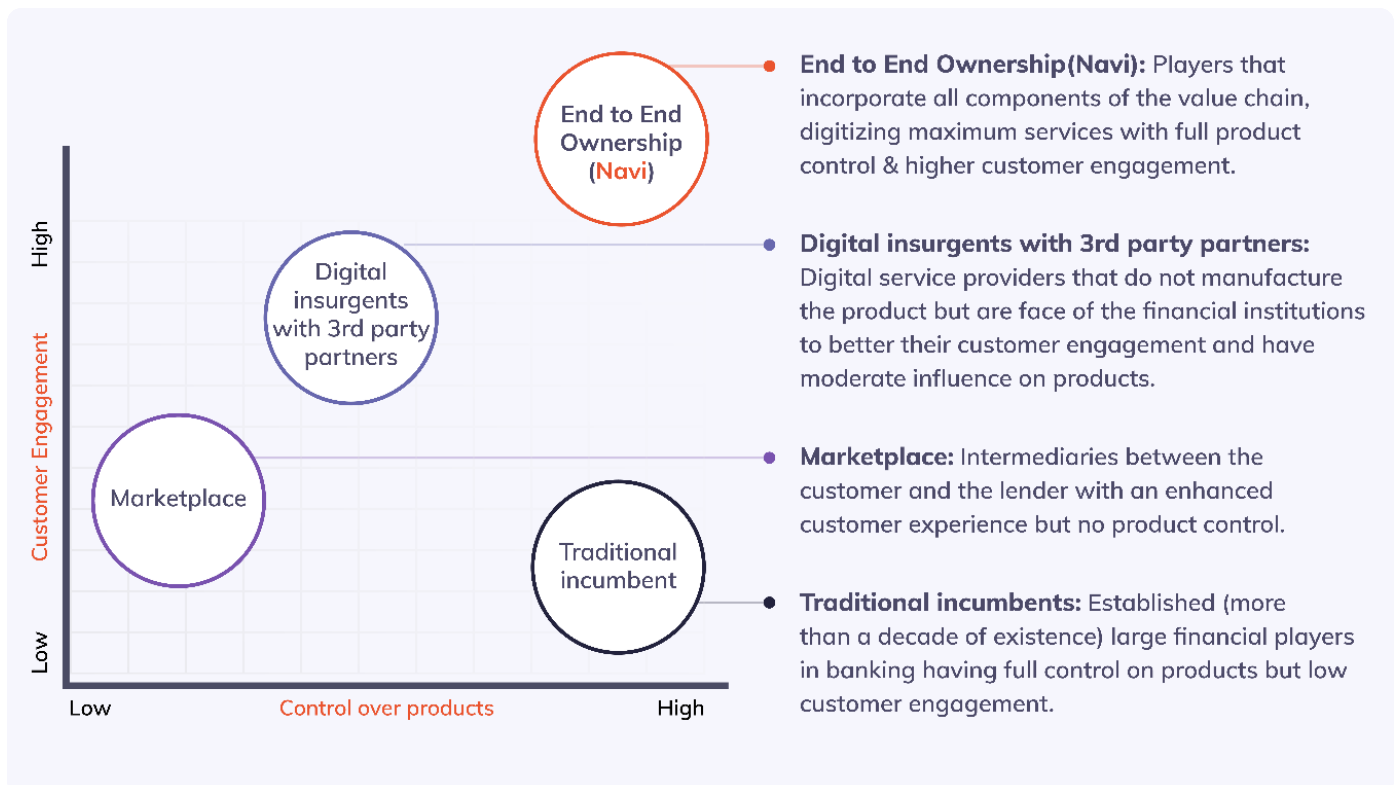 End to End
Ownership
(Navi)
Digital
insurgents
with 3rd party
partners
Marketplace
Traditional
incumbent
High
Customer Engagement
Low
Low
Control over products
High
End to End Ownership(Navi): Players that
incorporate all components of the value chain,
digitizing maximum services with full product
control & higher customer engagement.
Digital insurgents with 3rd party partners:
Digital service providers that do not manufacture
the product but are face of the financial institutions
to better their customer engagement and have
moderate influence on products.
Marketplace: Intermediaries between the
customer and the lender with an enhanced
customer experience but no product control.
Traditional incumbents: Established (more
than a decade of existence) large financial players
in banking having full control on products but low
customer engagement.